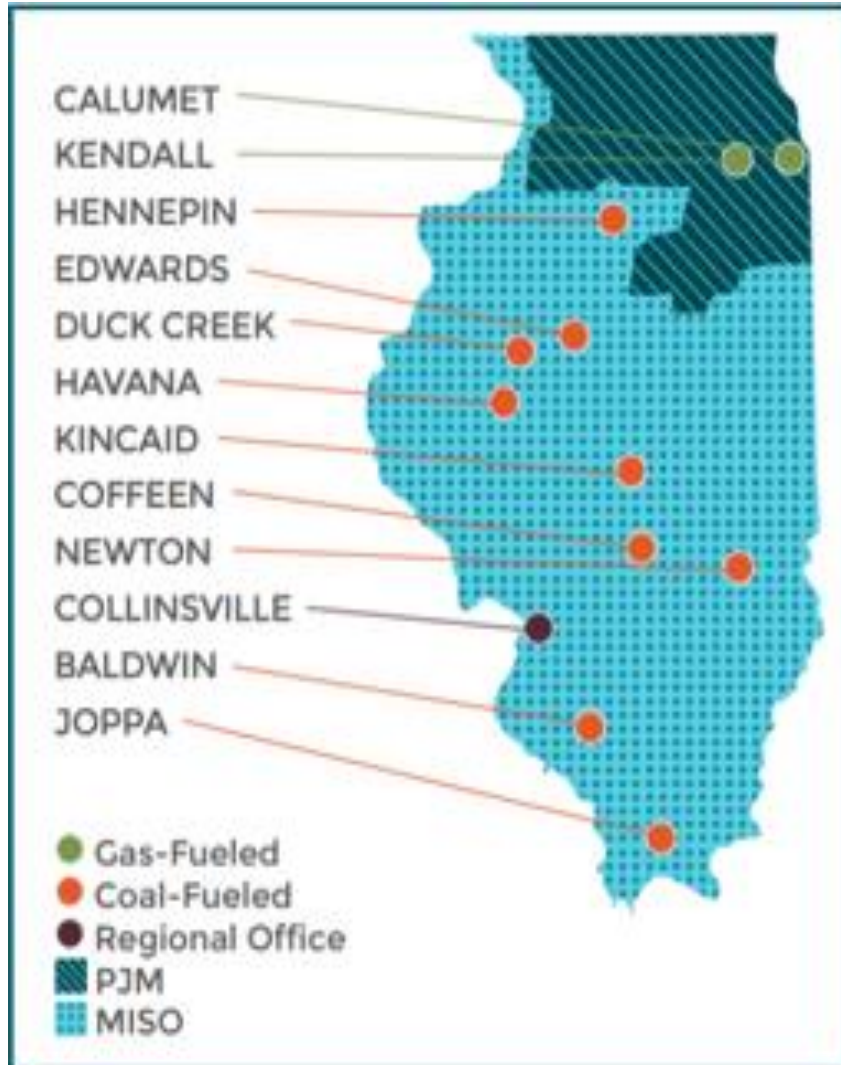 CALUMET
KENDALL
HENNEPIN
EDWARDS
DUCK CREEK
HAVANA
KINCAID
COFFEEN
NEWTON
COLLINSVILLE
BALDWIN
JOPPA
Gas-Fueled
Coal-Fueled
Regional Office
PJM
MISO